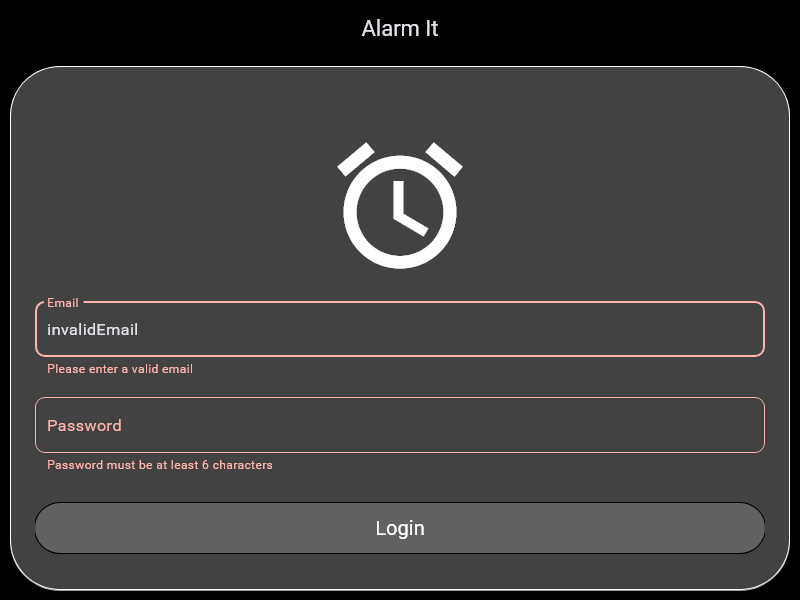 Alarm It
Email
invalidEmail
Please enter a valid email
Password
Password must be at least 6 characters
Login